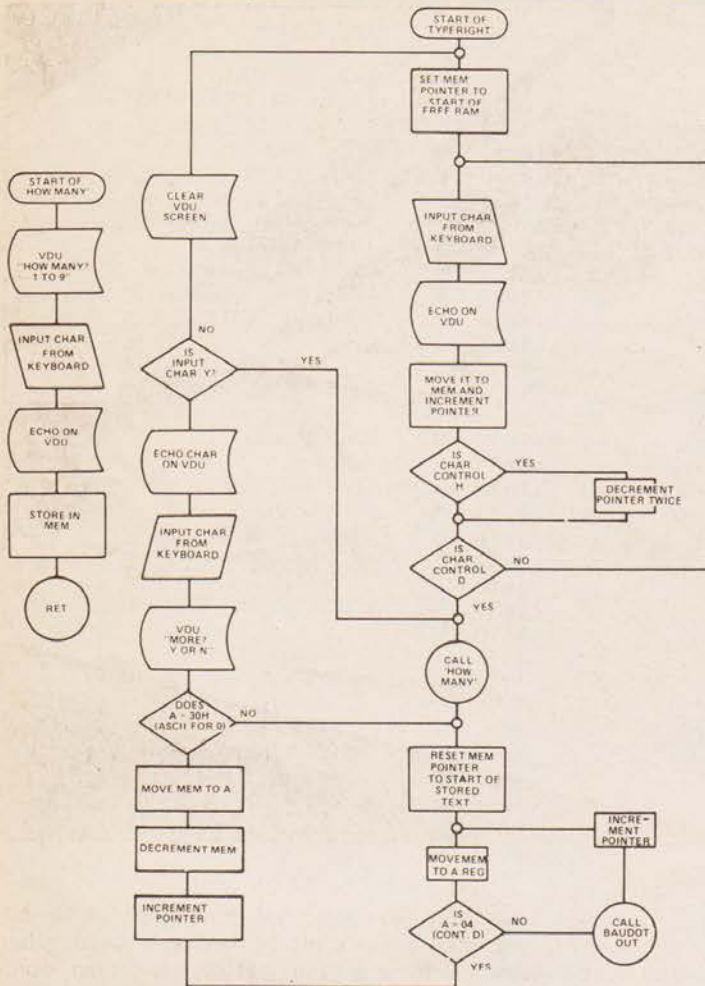 START OF
'TYPERIGHT'
SET MEM
POINTER TO
START OF
FREE RAM
INPUT CHAR
FROM
KEYBOARD
ECHO ON
VDU
MOVE IT TO
MEM AND
INCREMENT
POINTER
IS
CHAR.
CONTROL
H
YES
DECREMENT
POINTER TWICE
IS
CHAR.
CONTROL
D
NO
YES
CALL
'HOW
MANY'
RESET MEM
POINTER
TO START OF
STORED
TEXT
MOVEMEM
TO A REG
IS
A = 04
(CONT. D)
NO
YES
CALL
BAUDOT
OUT
INCRE-
MENT
POINTER
CLEAR
VDU
SCREEN
NO
IS
INPUT
CHAR Y?
YES
ECHO CHAR
ON VDU
INPUT CHAR
FROM
KEYBOARD
VDU
"MORE?
Y OR N"
DOES
A = 30H
(ASCII FOR 0)
NO
MOVE MEM TO A
DECREMENT MEM
INCREMENT
POINTER
START OF
'HOW MANY'
VDU
"HOW MANY?
1 TO 9"
INPUT CHAR
FROM
KEYBOARD
ECHO ON
VDU
STORE IN
MEM
RET